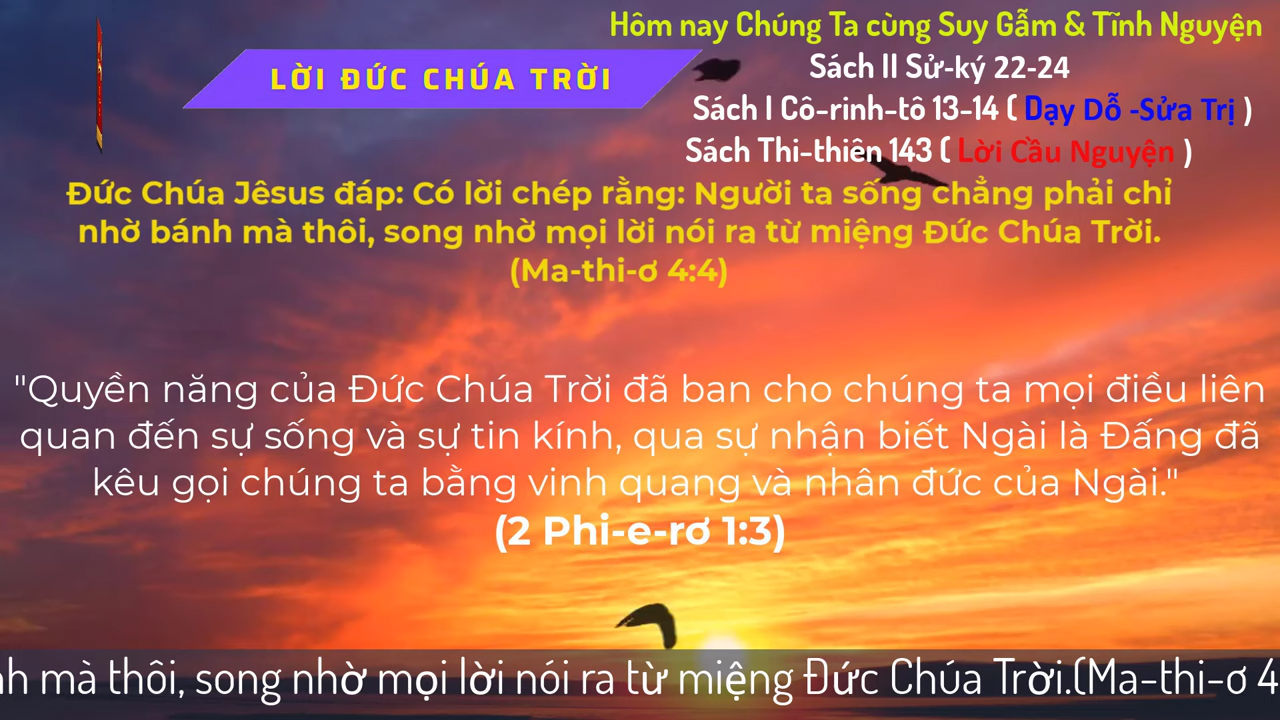 Hôm nay Chúng Ta cùng Suy Gẫm & Tĩnh Nguyện
LỜI ĐỨC CHÚA TRỜI
Sách II Sử-ký 22-24
Sách I Cô-rinh-tô 13-14 ( Dạy Dỗ -Sửa Trị )
Sách Thi-thiên 143 ( Lời Cầu Nguyện )
Đức Chúa Jêsus đáp: Có lời chép rằng: Người ta sống chẳng phải chỉ
nhờ bánh mà thôi, song nhờ mọi lời nói ra từ miệng Đức Chúa Trời.
(Ma-thi-ơ 4:4)
"Quyền năng của Đức Chúa Trời đã ban cho chúng ta mọi điều liên
quan đến sự sống và sự tin kính, qua sự nhận biết Ngài là Đấng đã
kêu gọi chúng ta bằng vinh quang và nhân đức của Ngài."
(2 Phi-e-rơ 1:3)
nh mà thôi, song nhờ mọi lời nói ra từ miệng Đức Chúa Trời.(Ma-thi-ơ 4